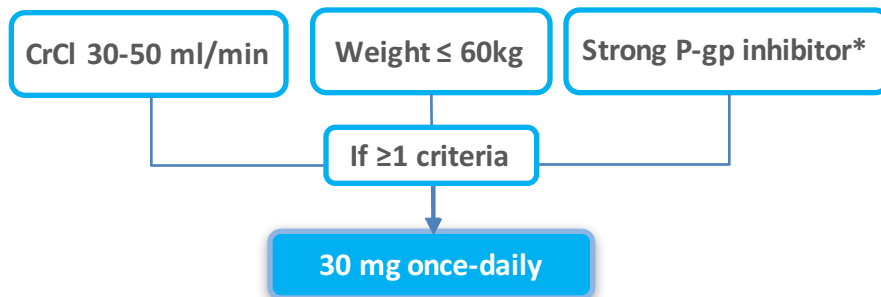 CrCl 30-50 ml/min
Weight ≤ 60kg
Strong P-gp inhibitor*
If ≥1 criteria
30 mg once-daily